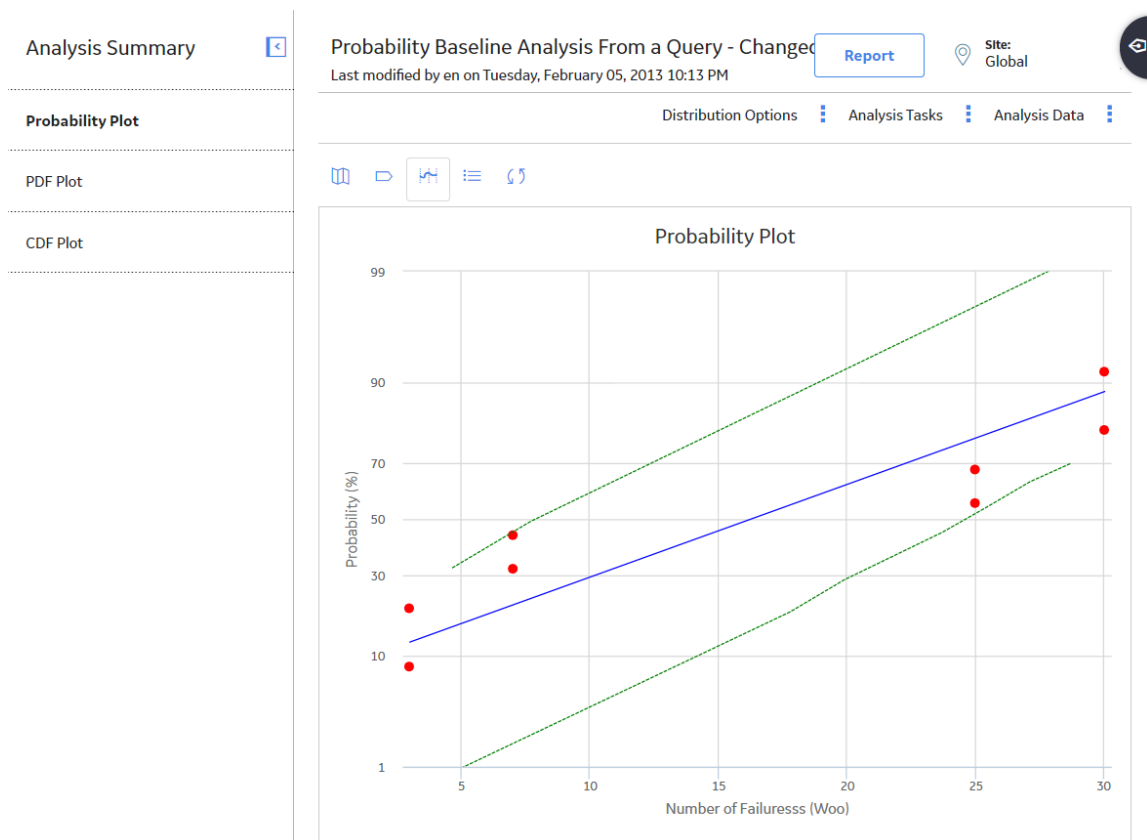 Analysis Summary
Probability Plot
PDF Plot
CDF Plot
Probability Baseline Analysis From a Query - Changed
Last modified by en on Tuesday, February 05, 2013 10:13 PM
Report
Site:
Global
Distribution Options
Analysis Tasks
Analysis Data
Probability Plot
99
90
70
50
30
10
1
Probability (%)
5
10
15
20
25
30
Number of Failuresss (Woo)